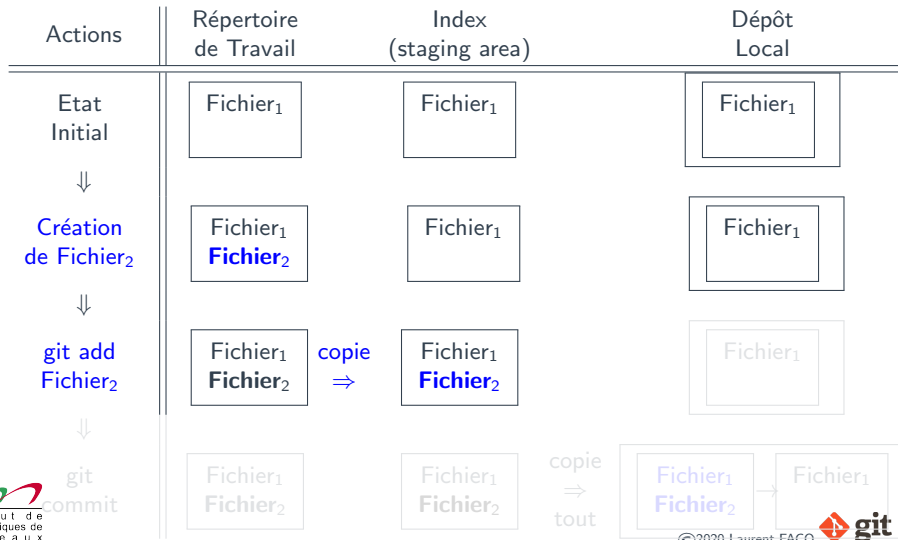 Actions
Répertoire
de Travail
Index
(staging area)
Dépôt
Local
Etat
Initial
Fichier₁
Fichier₁
Fichier₁
⇓
Création
de Fichier₂
Fichier₁
Fichier₂
Fichier₁
Fichier₁
⇓
git add
Fichier₂
Fichier₁
Fichier₂
copie
⇒
Fichier₁
Fichier₂
Fichier₁
⇓
git
commit
Fichier₁
Fichier₂
Fichier₁
Fichier₂
copie
⇒
tout
Fichier₁
Fichier₂
→
Fichier₁
©2020 Laurent
git